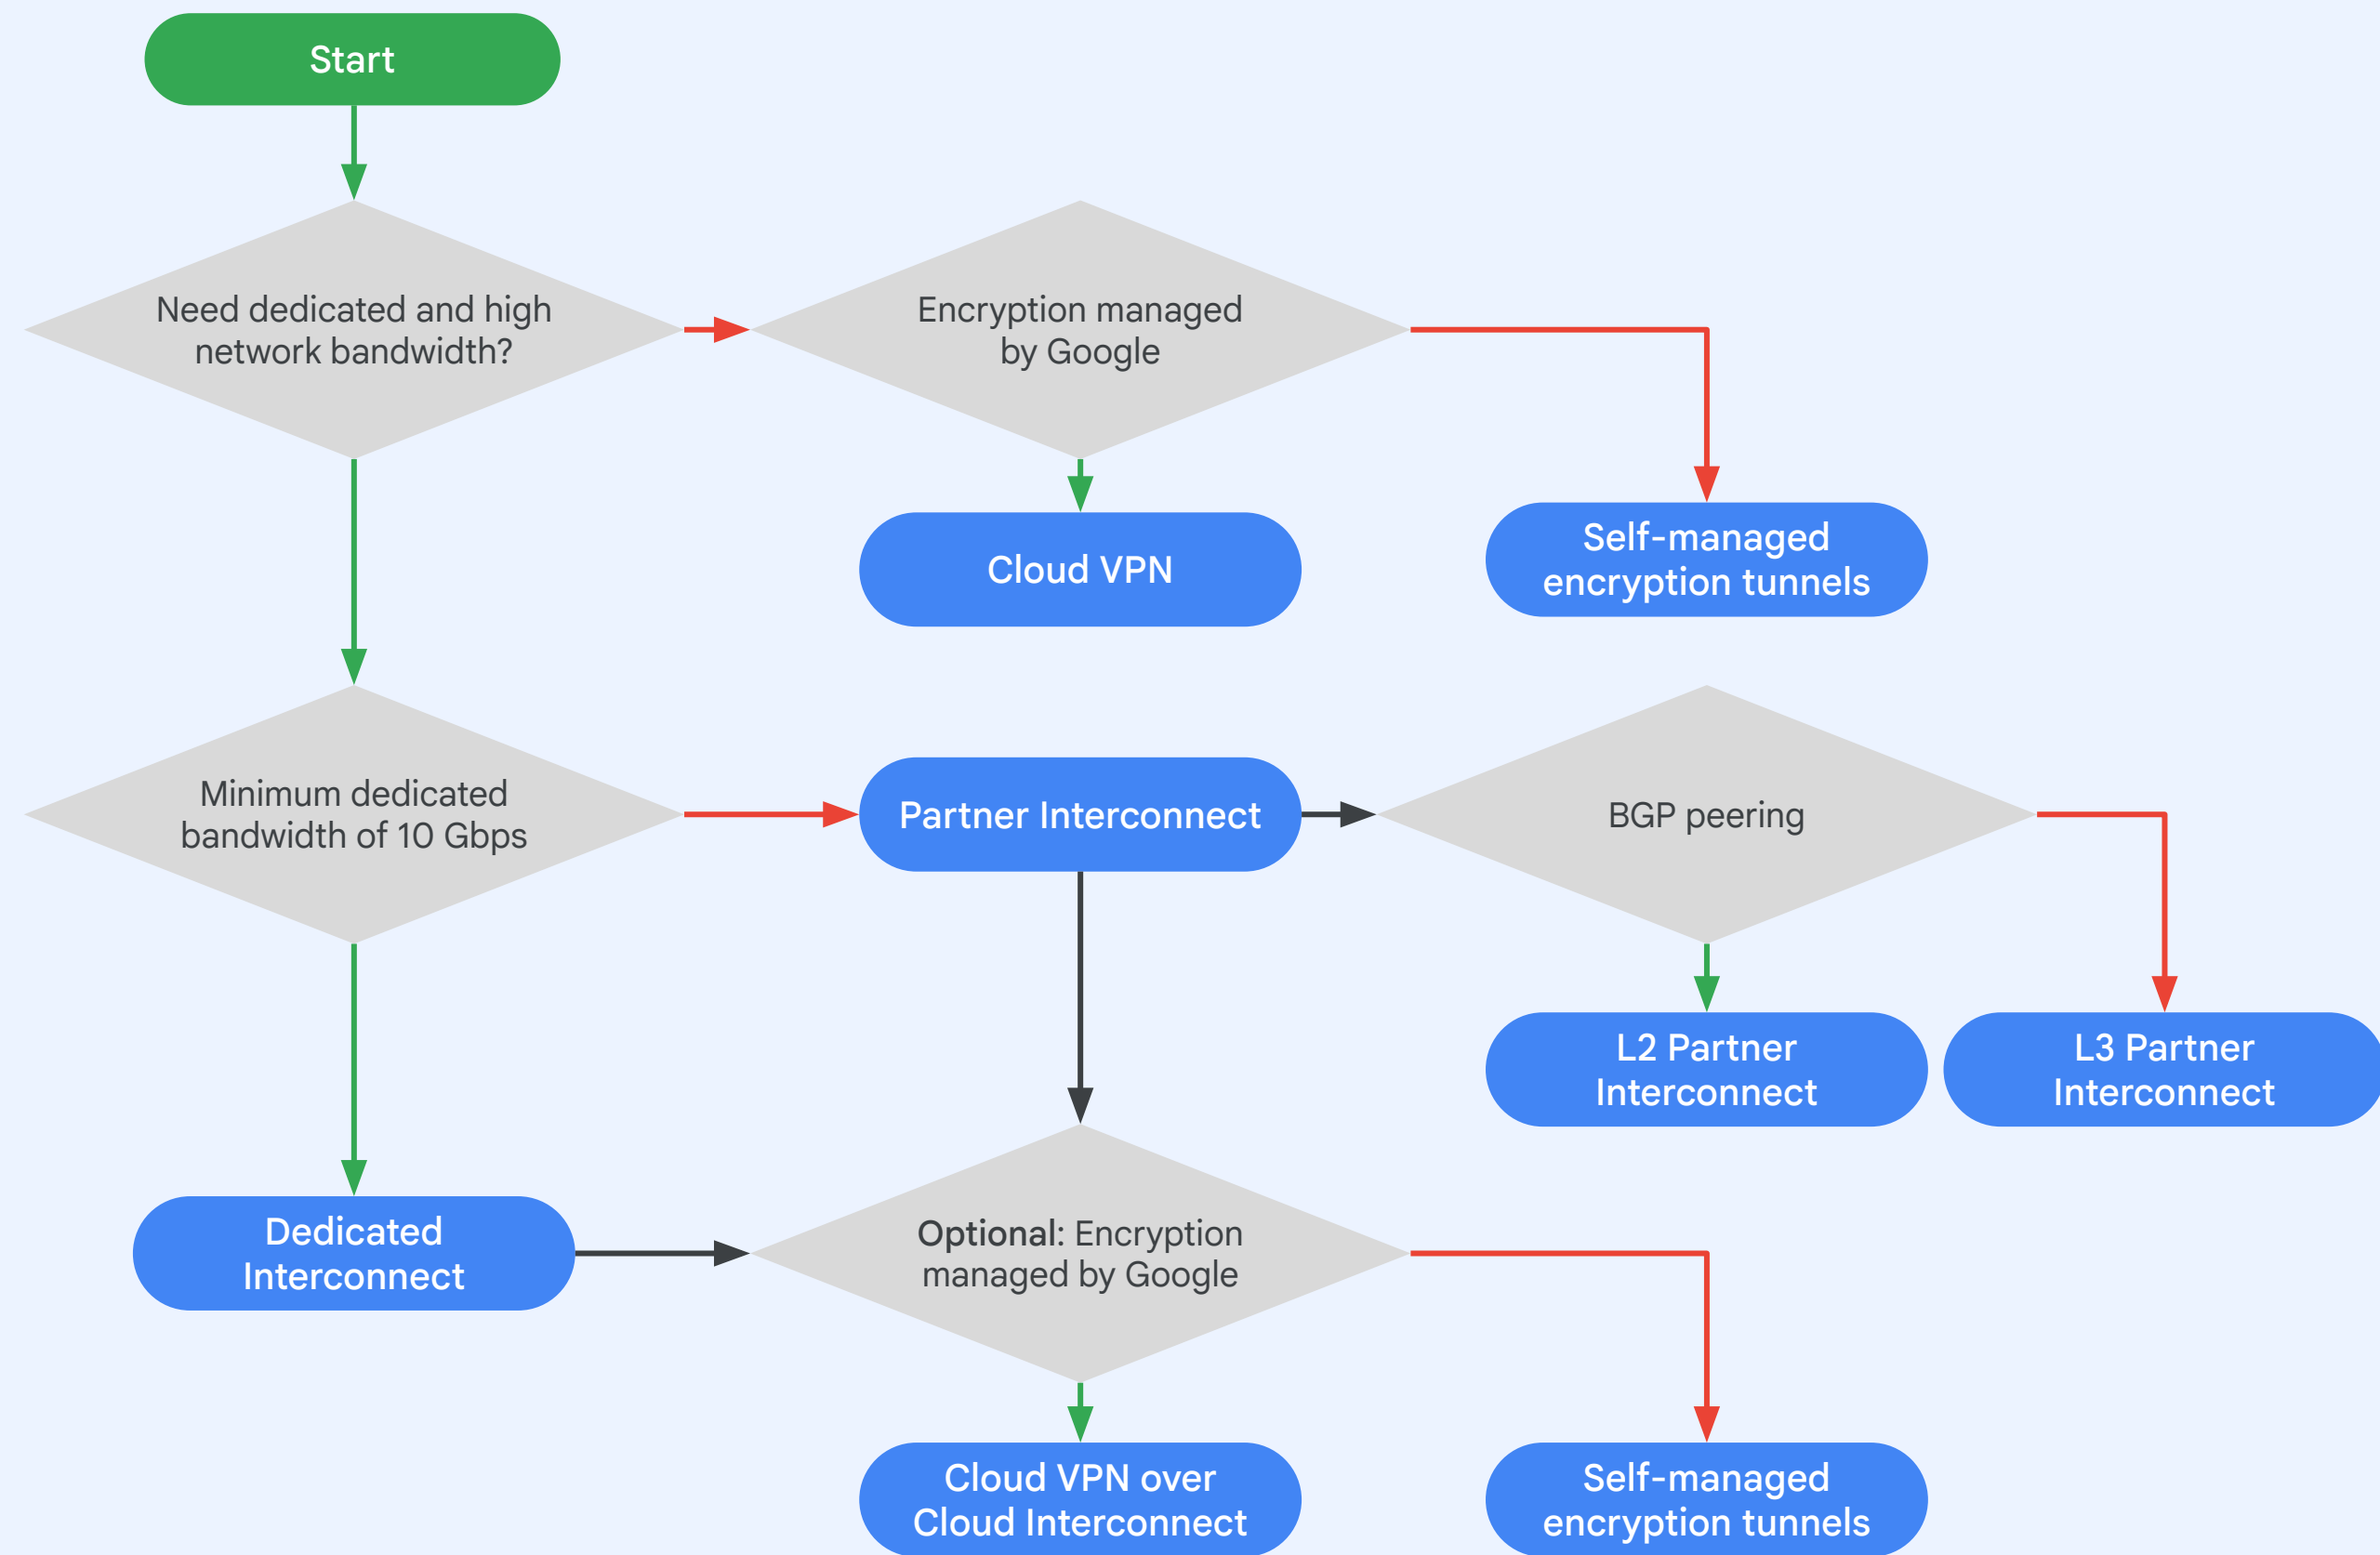 Start
Need dedicated and high
network bandwidth?
Encryption managed
by Google
Cloud VPN
Self-managed
encryption tunnels
Minimum dedicated
bandwidth of 10 Gbps
Partner Interconnect
BGP peering
L2 Partner
Interconnect
L3 Partner
Interconnect
Dedicated
Interconnect
Optional: Encryption
managed by Google
Cloud VPN over
Cloud Interconnect
Self-managed
encryption tunnels